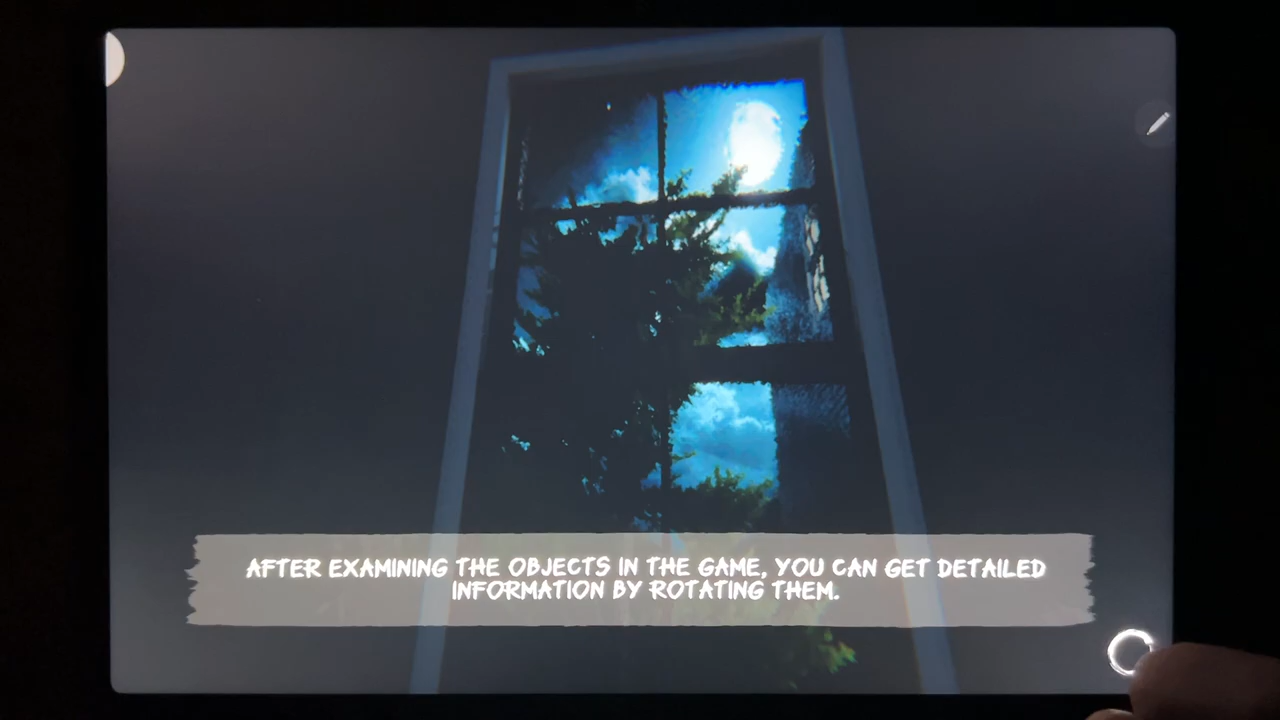 AFTER EXAMINING THE OBJECTS IN THE GAME, YOU CAN GET DETAILED
INFORMATION BY ROTATING THEM.